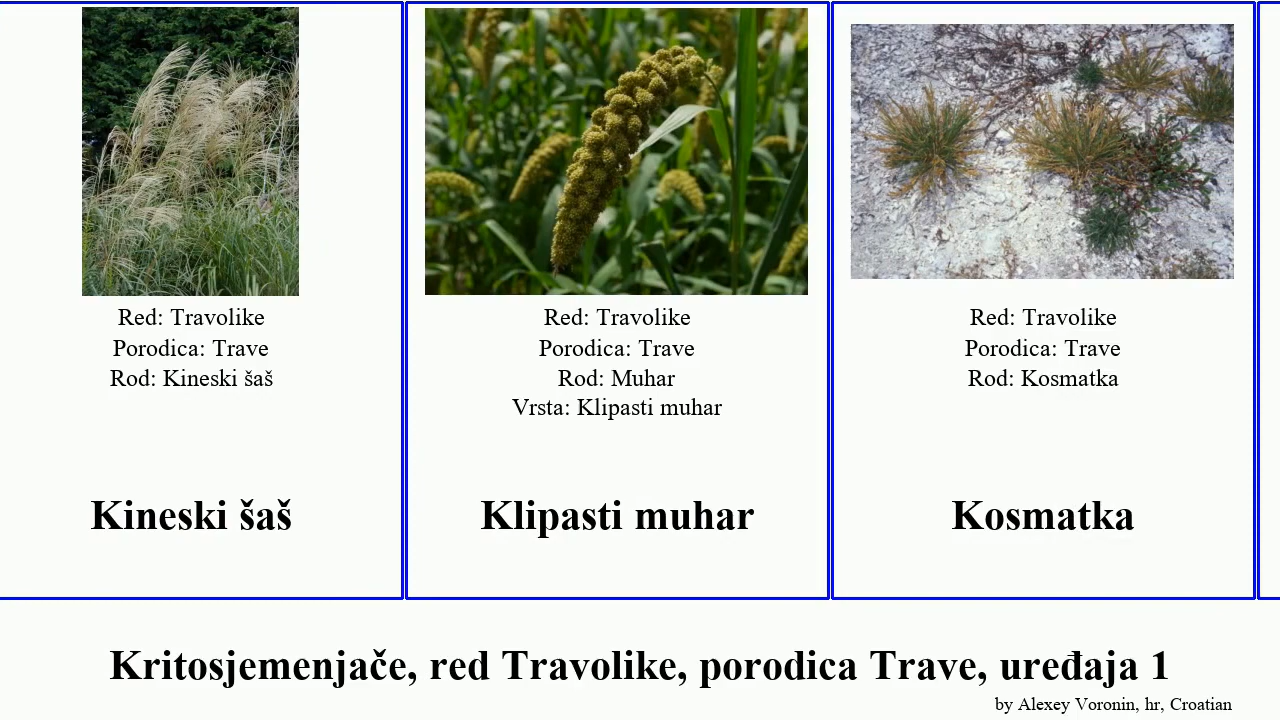 Red: Travolike
Porodica: Trave
Rod: Kineski šaš
Kineski šaš
Red: Travolike
Porodica: Trave
Rod: Muhar
Vrsta: Klipasti muhar
Klipasti muhar
Red: Travolike
Porodica: Trave
Rod: Kosmatka
Kosmatka
Kritosjemenjače, red Travolike, porodica Trave, uređaja 1
by Alexey Voronin, hr, Croatian